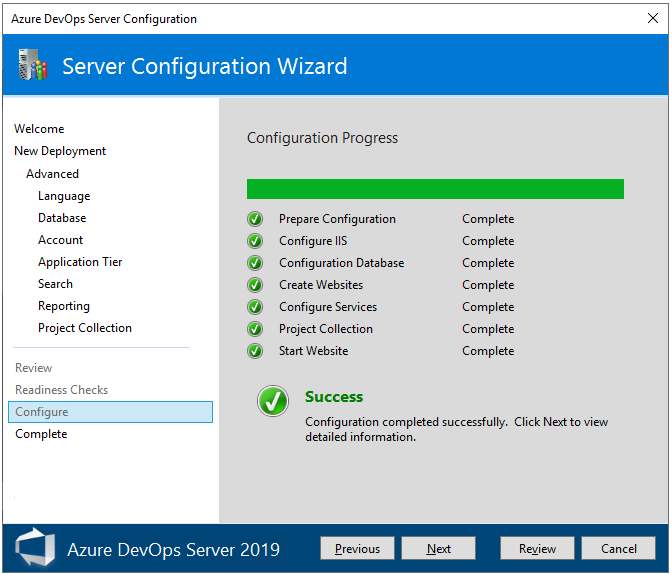 Azure DevOps Server Configuration
Server Configuration Wizard
Welcome
New Deployment
Advanced
Language
Database
Account
Application Tier
Search
Reporting
Project Collection
Review
Readiness Checks
Configure
Complete
Configuration Progress
Prepare Configuration Complete
Configure IIS Complete
Configuration Database Complete
Create Websites Complete
Configure Services Complete
Project Collection Complete
Start Website Complete
Success
Configuration completed successfully. Click Next to view
detailed information.
Azure DevOps Server 2019
Previous Next Review Cancel